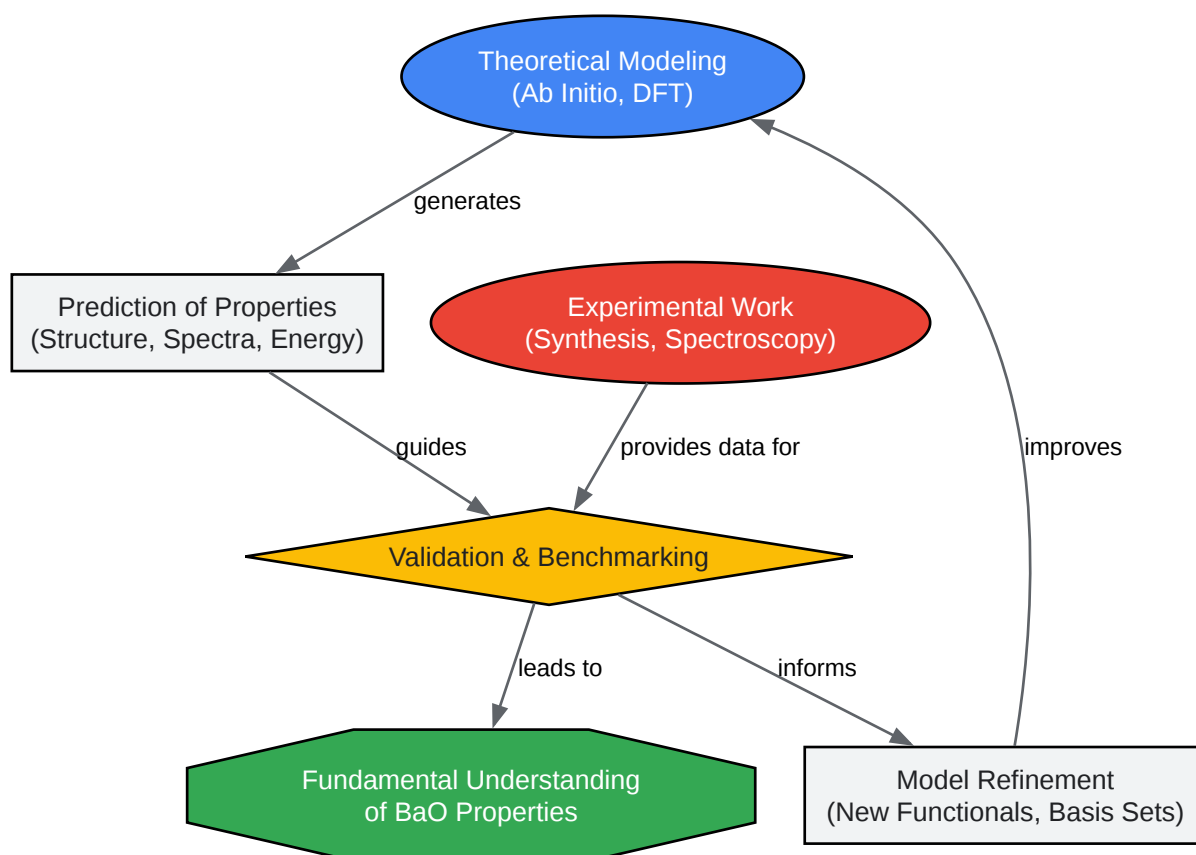 Theoretical Modeling
(Ab Initio, DFT)
generates
Prediction of Properties
(Structure, Spectra, Energy)
Experimental Work
(Synthesis, Spectroscopy)
guides
provides data for
improves
Validation & Benchmarking
leads to
informs
Fundamental Understanding
of BaO Properties
Model Refinement
(New Functionals, Basis Sets)